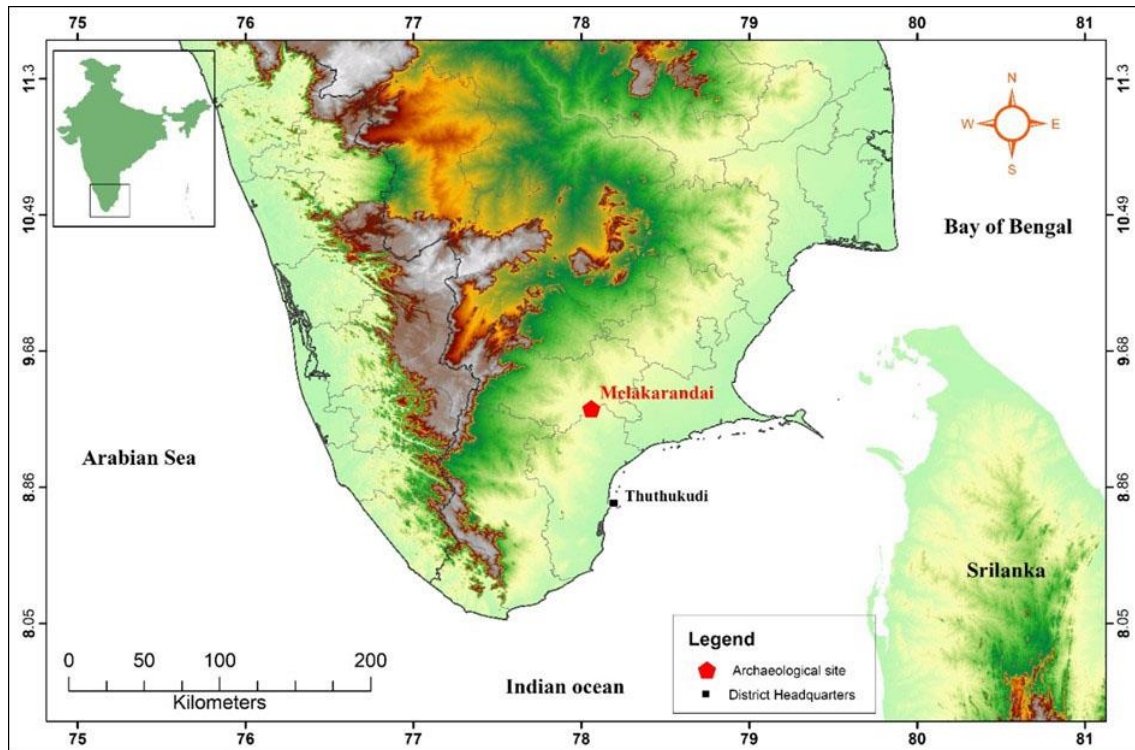 75 76 77 78 79 80 81
11.3
11.3
N
W E
S
10.49
10.49
Bay of Bengal
9.68
9.68
Melakarandai
Arabian Sea
8.86
8.86
Thuthukudi
Srilanka
8.05
8.05
Legend
0 50 100 200
Archaeological site
Kilometers
Indian ocean
District Headquarters
75 76 77 78 79 80 81